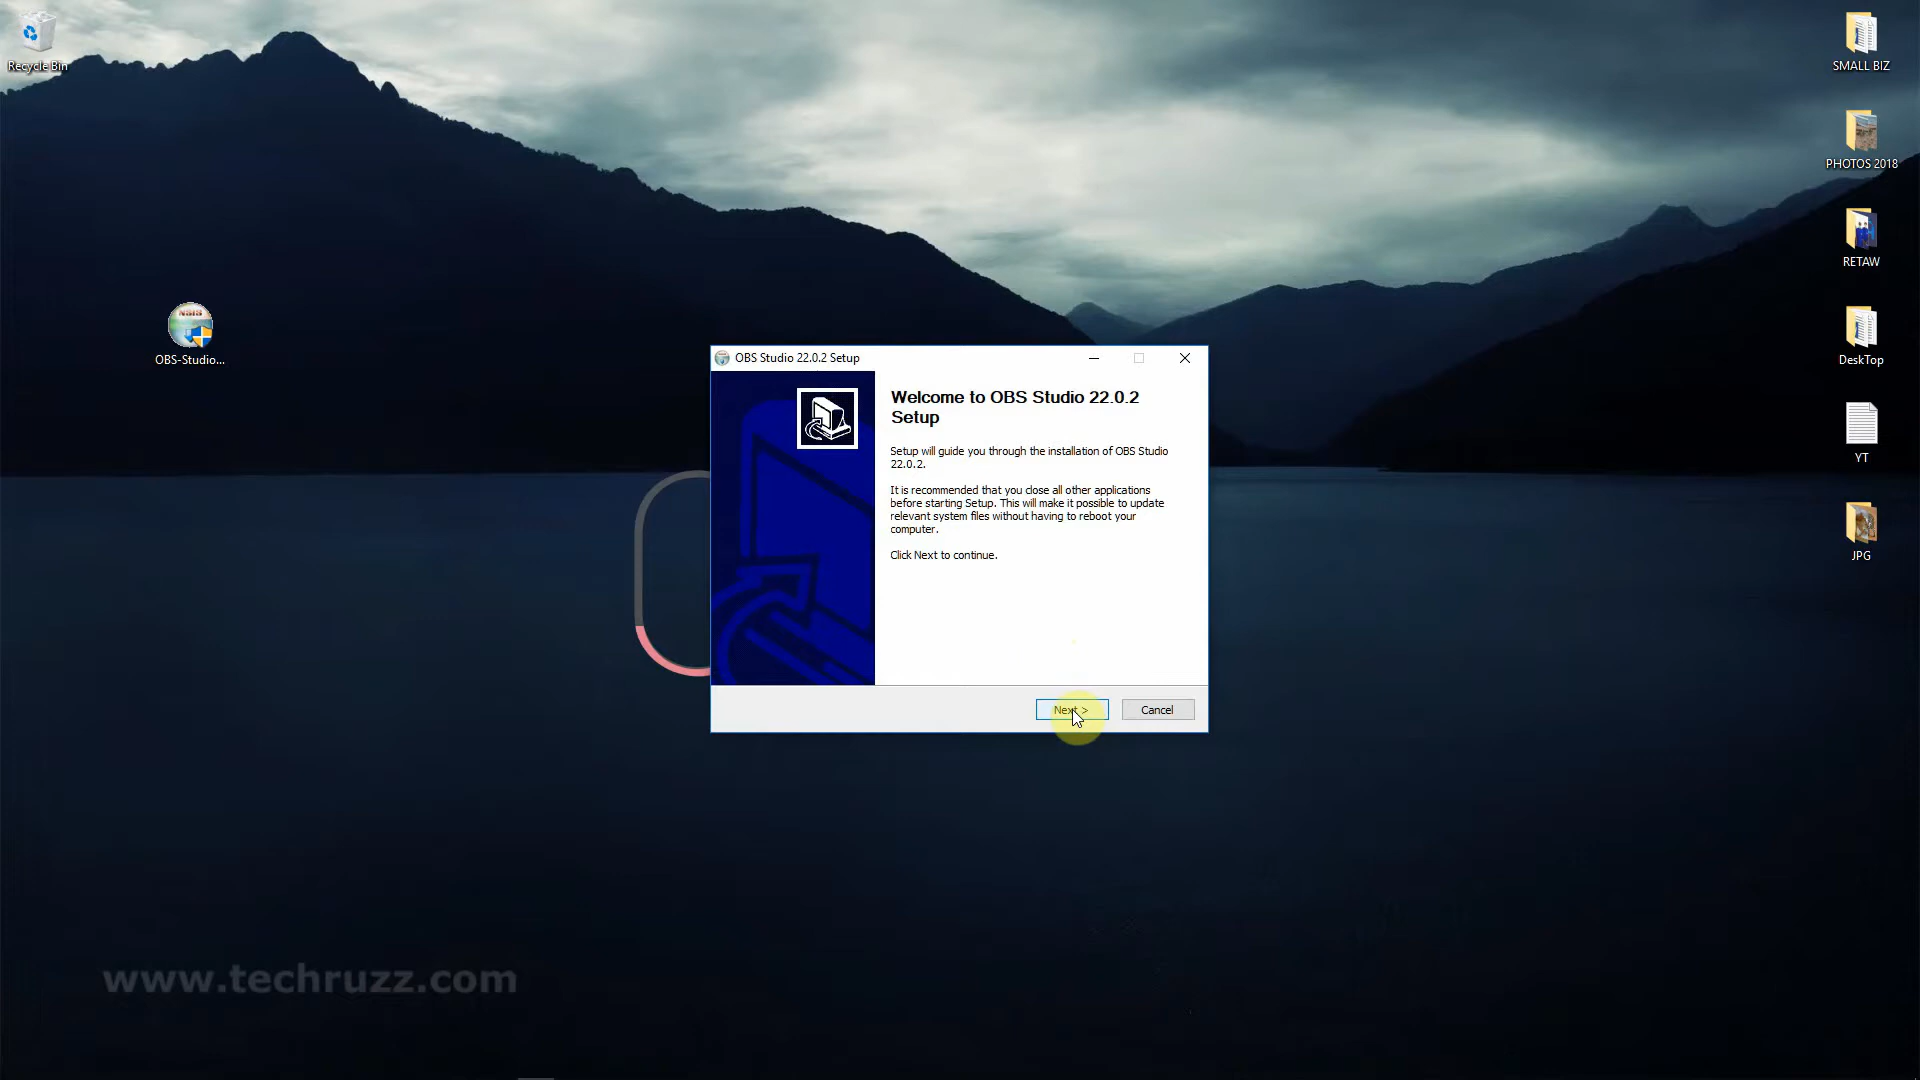 Recycle Bin
SMALL BIZ
PHOTOS 2018
RETAW
NSIS
OBS-Studio...
DeskTop
YT
JPG
OBS Studio 22.0.2 Setup
Welcome to OBS Studio 22.0.2
Setup
Setup will guide you through the installation of OBS Studio
22.0.2.
It is recommended that you close all other applications
before starting Setup. This will make it possible to update
relevant system files without having to reboot your
computer.
Click Next to continue.
Next >
Cancel
www.techruzz.com